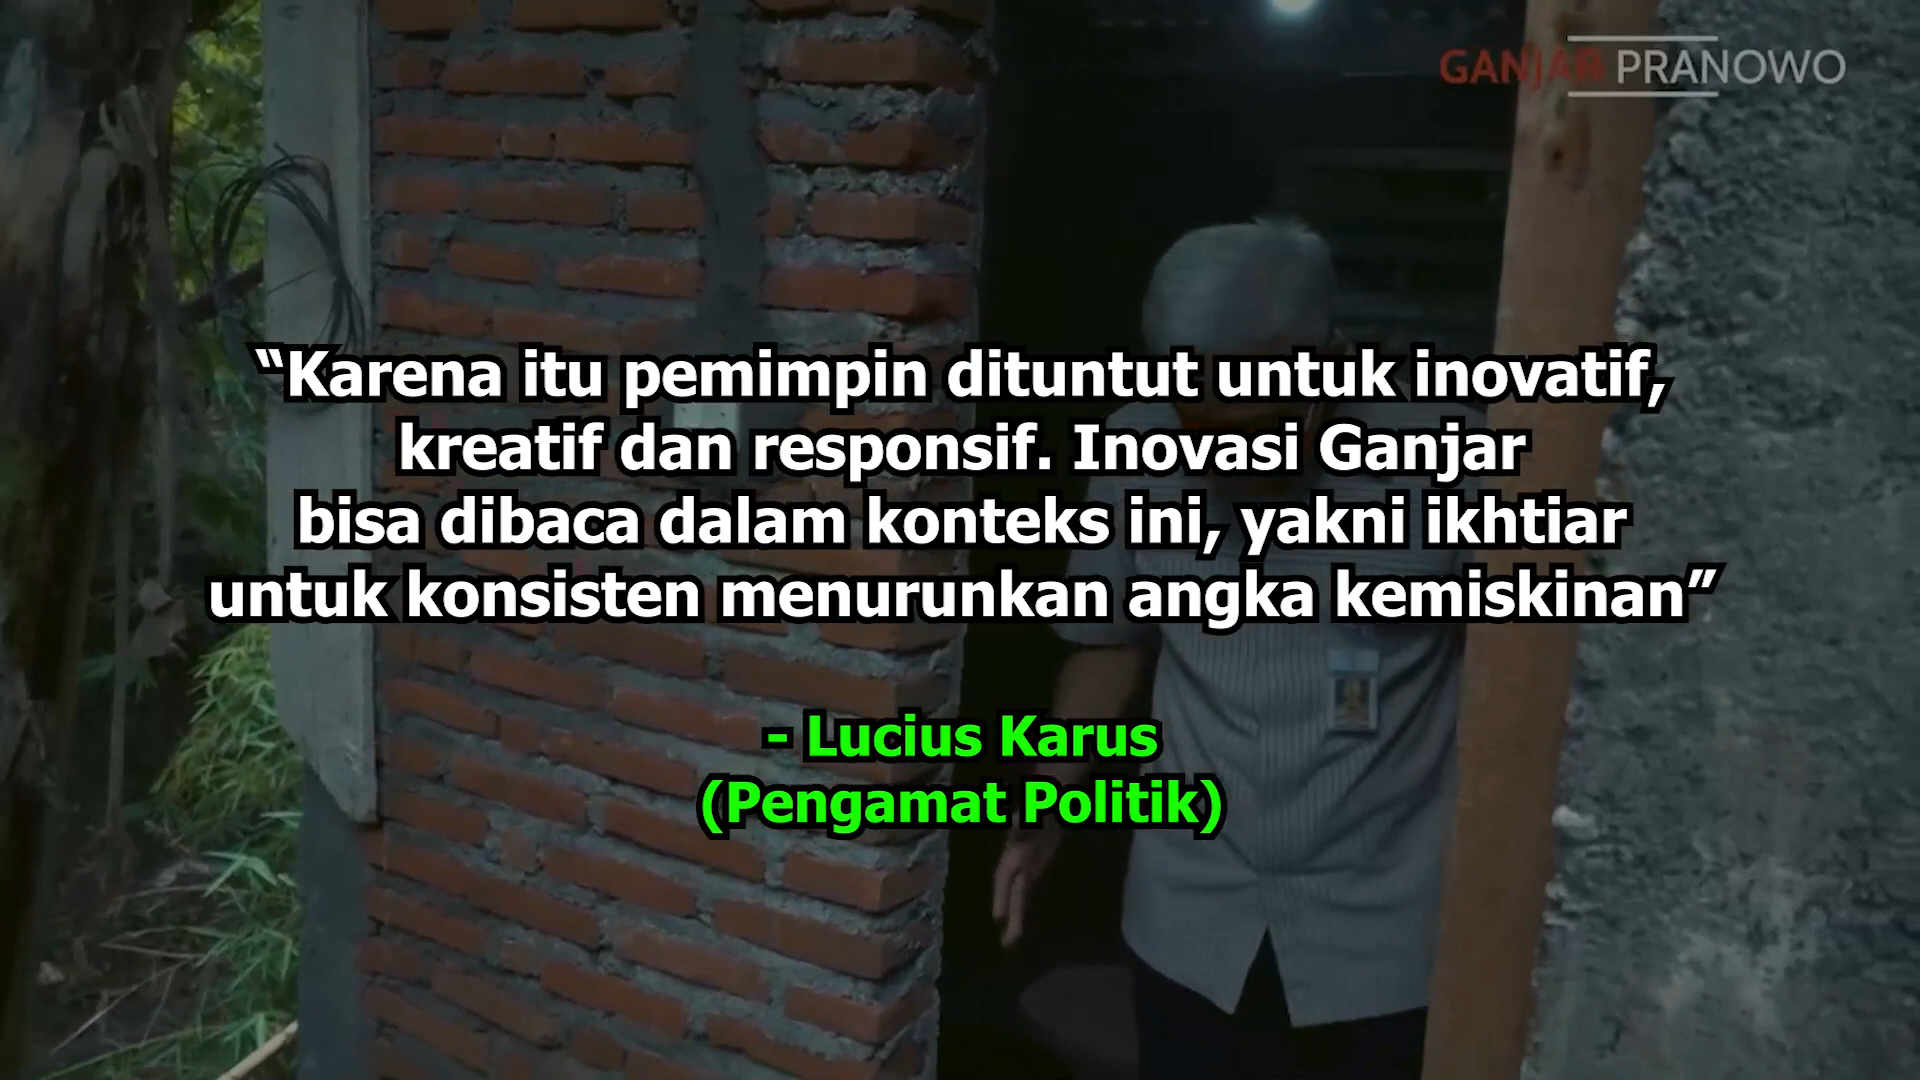 GANJAR PRANOWO
“Karena itu pemimpin dituntut untuk inovatif,
kreatif dan responsif. Inovasi Ganjar
bisa dibaca dalam konteks ini, yakni ikhtiar
untuk konsisten menurunkan angka kemiskinan”
- Lucius Karus
(Pengamat Politik)